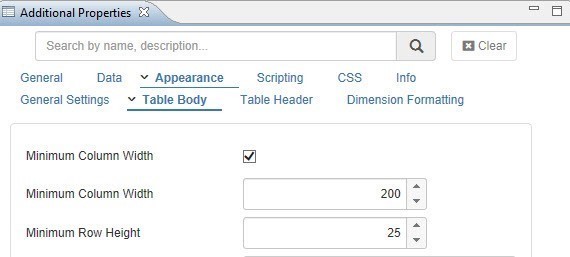 Additional Properties
Search by name, description... Clear
General Data Appearance Scripting CSS Info
General Settings Table Body Table Header Dimension Formatting
Minimum Column Width
Minimum Column Width 200
Minimum Row Height 25